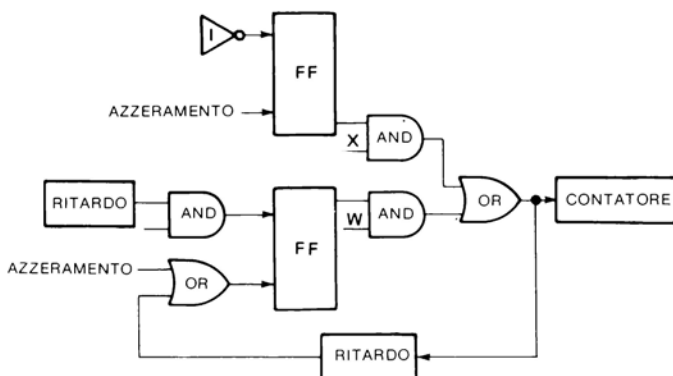 I
FF
AZZERAMENTO
X
AND
RITARDO
AND
FF
W
AND
OR
CONTATORE
AZZERAMENTO
OR
RITARDO